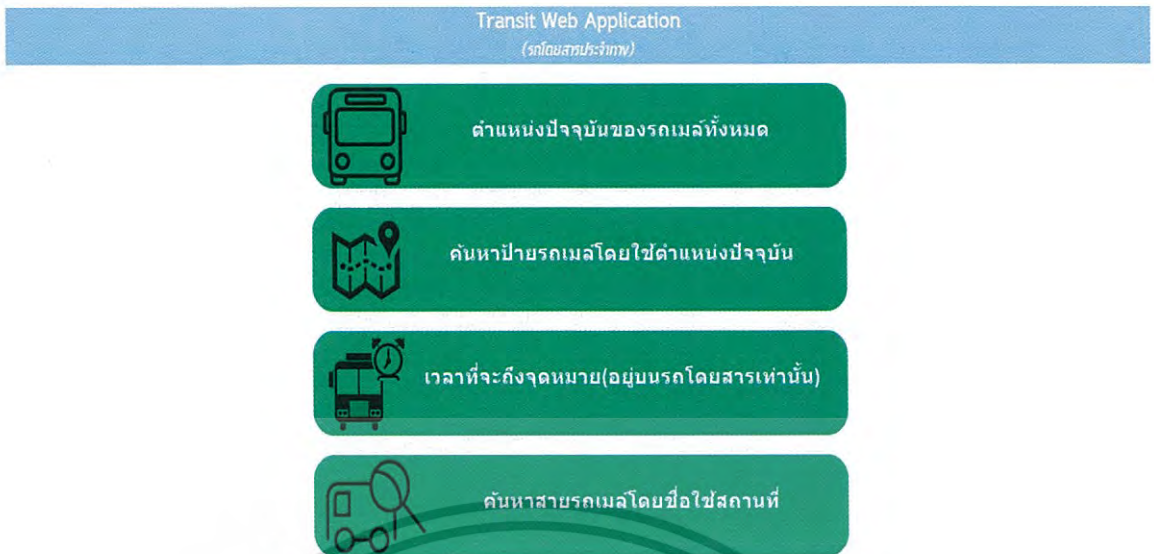 Transit Web Application
(รถโดยสารประจำทาง)
ตำแหน่งปัจจุบันของรถเมล์ทั้งหมด
ค้นหาป้ายรถเมล์โดยใช้ตำแหน่งปัจจุบัน
เวลาที่จะถึงจุดหมาย(อยู่บนรถโดยสารเท่านั้น)
ค้นหาสายรถเมล์โดยชื่อใช้สถานที่